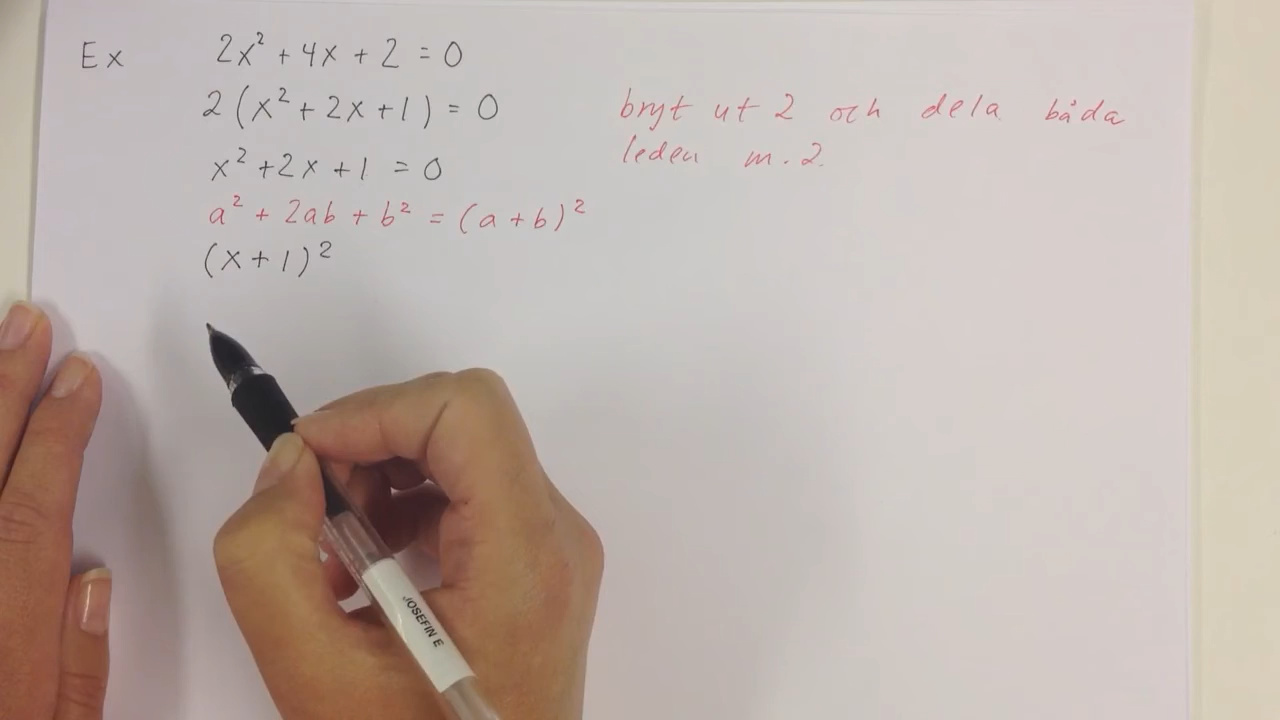 Ex 2x² + 4x + 2 = 0
2(x² + 2x + 1) = 0 bryt ut 2 och dela båda
x² + 2x + 1 = 0 leden m. 2.
a² + 2ab + b² = (a + b)²
(x + 1)²
JOSEFIN E